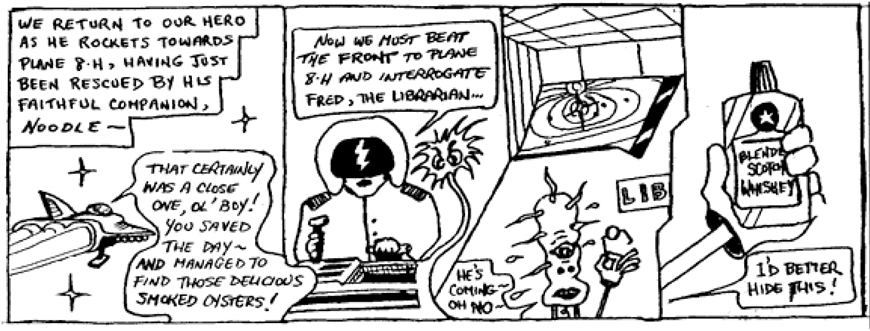 WE RETURN TO OUR HERO
AS HE ROCKETS TOWARDS
PLANE 8·H, HAVING JUST
BEEN RESCUED BY HIS
FAITHFUL COMPANION,
NOODLE~
THAT CERTAINLY
WAS A CLOSE
ONE, OL' BOY!
YOU SAVED
THE DAY~
AND MANAGED TO
FIND THOSE DELICIOUS
SMOKED OYSTERS!
NOW WE MUST BEAT
THE FRONT TO PLANE
8·H AND INTERROGATE
FRED, THE LIBRARIAN...
LIB
HE'S
COMING~
OH NO~
BLENDE
SCOTCH
WHISKEY
I'D BETTER
HIDE THIS!